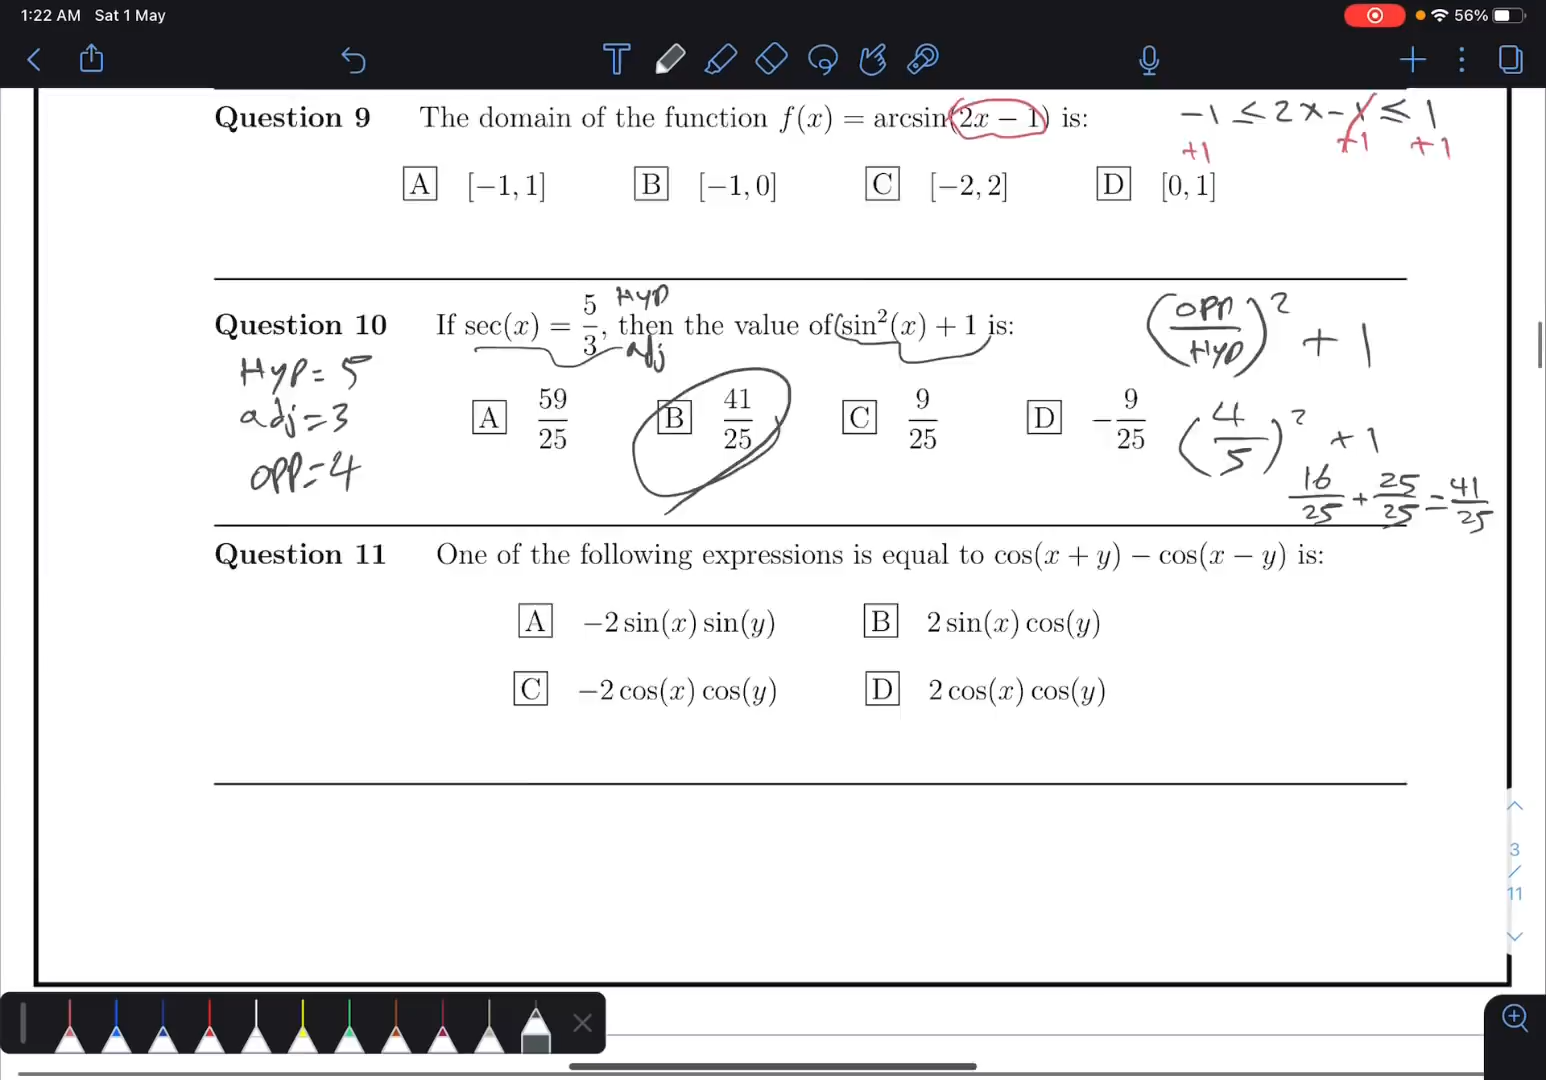 1:22 AM Sat 1 May 56%
Question 9 The domain of the function f(x) = arcsin(2x − 1) is: -1 ≤ 2x-1 ≤ 1
+1 +1 +1
A [−1, 1] B [−1, 0] C [−2, 2] D [0, 1]
Question 10 If sec(x) = 5/3, then the value of sin²(x) + 1 is:
Hyp
adj
(opp/Hyp)² + 1
Hyp = 5
adj = 3
opp = 4
A 59/25 B 41/25 C 9/25 D −9/25
(4/5)² + 1
16/25 + 25/25 = 41/25
Question 11 One of the following expressions is equal to cos(x + y) − cos(x − y) is:
A −2 sin(x) sin(y) B 2 sin(x) cos(y)
C −2 cos(x) cos(y) D 2 cos(x) cos(y)
3
/
11